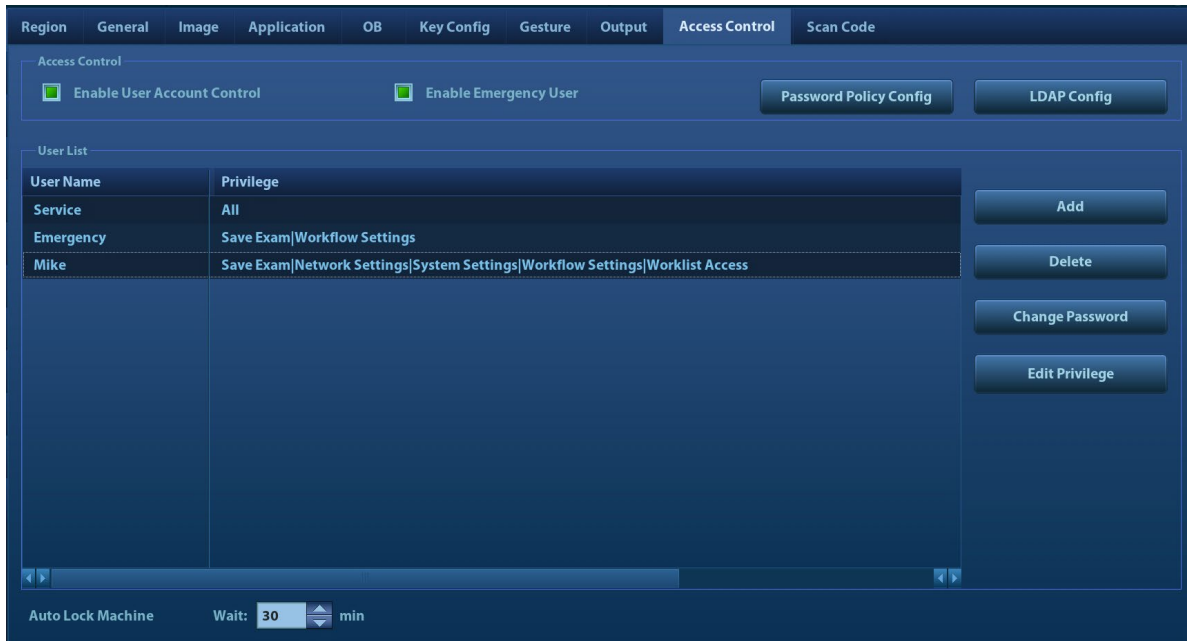 Region General Image Application OB Key Config Gesture Output Access Control Scan Code
Access Control
Enable User Account Control Enable Emergency User Password Policy Config LDAP Config
User List
User Name Privilege
Service All
Emergency Save Exam|Workflow Settings
Mike Save Exam|Network Settings|System Settings|Workflow Settings|Worklist Access
Add
Delete
Change Password
Edit Privilege
Auto Lock Machine Wait: 30 min